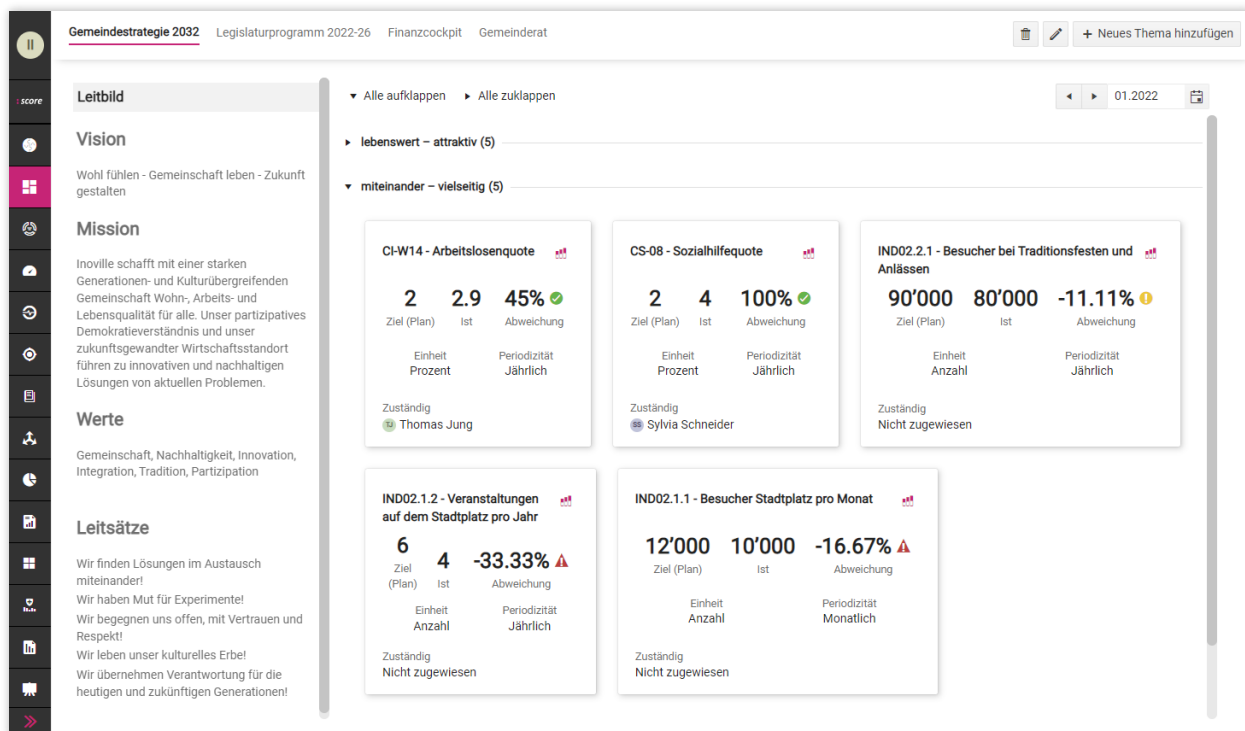 II
Gemeindestrategie 2032
Legislaturprogramm 2022-26
Finanzcockpit
Gemeinderat
+ Neues Thema hinzufügen
:score
Leitbild
Vision
Wohl fühlen - Gemeinschaft leben - Zukunft
gestalten
Mission
Inoville schafft mit einer starken
Generationen- und Kulturübergreifenden
Gemeinschaft Wohn-, Arbeits- und
Lebensqualität für alle. Unser partizipatives
Demokratieverständnis und unser
zukunftsgewandter Wirtschaftsstandort
führen zu innovativen und nachhaltigen
Lösungen von aktuellen Problemen.
Werte
Gemeinschaft, Nachhaltigkeit, Innovation,
Integration, Tradition, Partizipation
Leitsätze
Wir finden Lösungen im Austausch
miteinander!
Wir haben Mut für Experimente!
Wir begegnen uns offen, mit Vertrauen und
Respekt!
Wir leben unser kulturelles Erbe!
Wir übernehmen Verantwortung für die
heutigen und zukünftigen Generationen!
Alle aufklappen
Alle zuklappen
01.2022
lebenswert – attraktiv (5)
miteinander – vielseitig (5)
CI-W14 - Arbeitslosenquote
2 2.9 45%
Ziel (Plan) Ist Abweichung
Einheit Periodizität
Prozent Jährlich
Zuständig
TJ Thomas Jung
CS-08 - Sozialhilfequote
2 4 100%
Ziel (Plan) Ist Abweichung
Einheit Periodizität
Prozent Jährlich
Zuständig
SS Sylvia Schneider
IND02.2.1 - Besucher bei Traditionsfesten und
Anlässen
90’000 80’000 -11.11%
Ziel (Plan) Ist Abweichung
Einheit Periodizität
Anzahl Jährlich
Zuständig
Nicht zugewiesen
IND02.1.2 - Veranstaltungen
auf dem Stadtplatz pro Jahr
6 4 -33.33%
Ziel
(Plan) Ist Abweichung
Einheit Periodizität
Anzahl Jährlich
Zuständig
Nicht zugewiesen
IND02.1.1 - Besucher Stadtplatz pro Monat
12’000 10’000 -16.67%
Ziel (Plan) Ist Abweichung
Einheit Periodizität
Anzahl Monatlich
Zuständig
Nicht zugewiesen